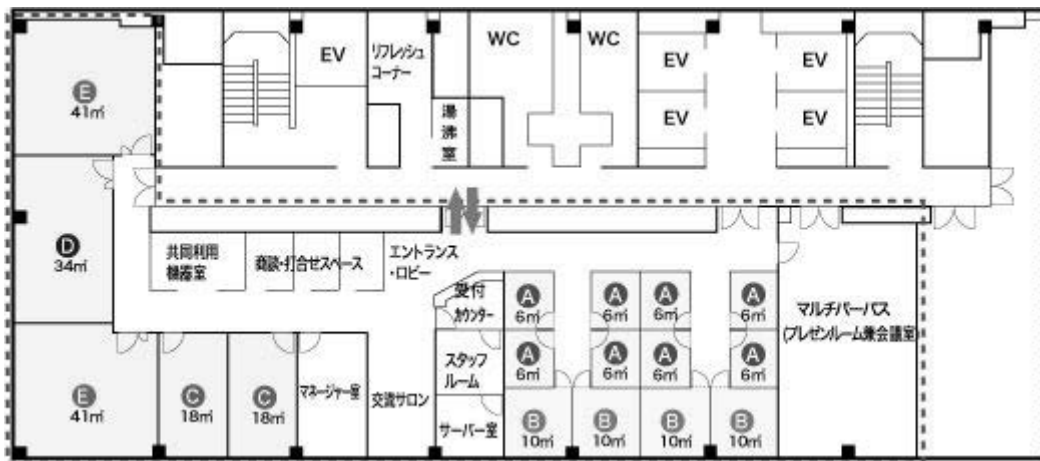 EV
リフレッシュ
コーナー
WC
WC
EV
EV
湯
沸
室
EV
EV
E
41㎡
D
34㎡
共同利用
機器室
商談・打合せスペース
エントランス
・ロビー
受付
カウンター
A
6㎡
A
6㎡
A
6㎡
A
6㎡
マルチパーパス
(プレゼンルーム兼会議室)
スタッフ
ルーム
A
6㎡
A
6㎡
A
6㎡
A
6㎡
E
41㎡
C
18㎡
C
18㎡
マネージャー室
交流サロン
サーバー室
B
10㎡
B
10㎡
B
10㎡
B
10㎡